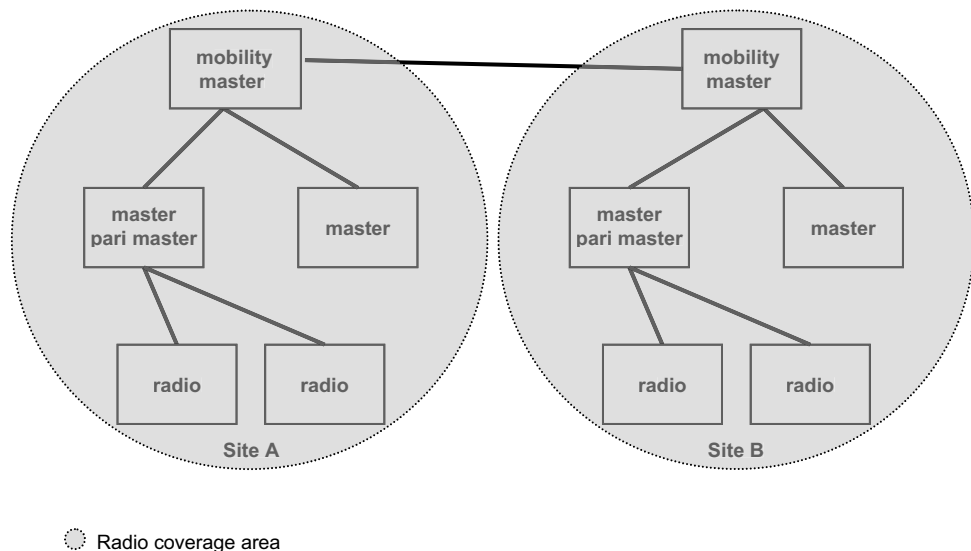 mobility
master
mobility
master
master
pari master
master
master
pari master
master
radio
radio
radio
radio
Site A
Site B
Radio coverage area